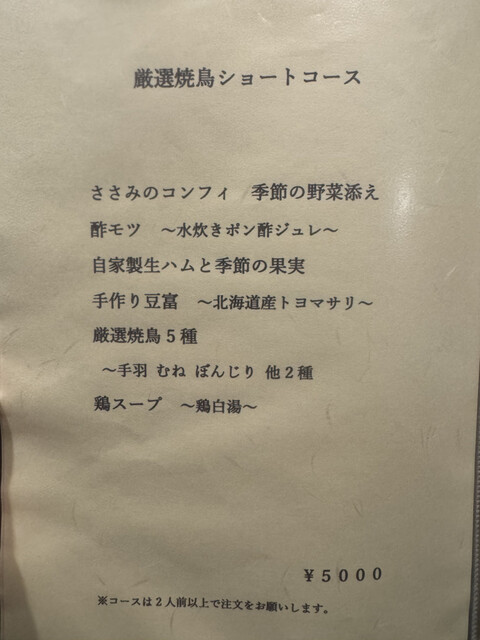 厳選焼鳥ショートコース
ささみのコンフィ　季節の野菜添え
酢モツ　～水炊きポン酢ジュレ～
自家製生ハムと季節の果実
手作り豆富　～北海道産トヨマサリ～
厳選焼鳥５種
～手羽 むね ぼんじり 他２種
鶏スープ　～鶏白湯～
￥５０００
※コースは２人前以上で注文をお願いします。